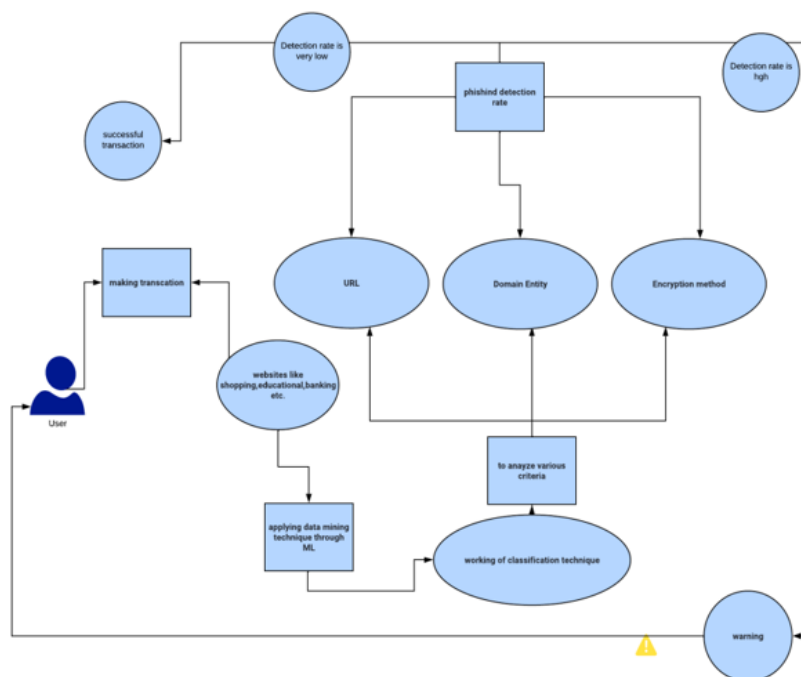 Detection rate is
very low
Detection rate is
hgh
phishind detection
rate
successful
transaction
making transcation
URL
Domain Entity
Encryption method
websites like
shopping,educational,banking
etc.
User
to anayze various
criteria
applying data mining
technique through
ML
working of classification technique
warning